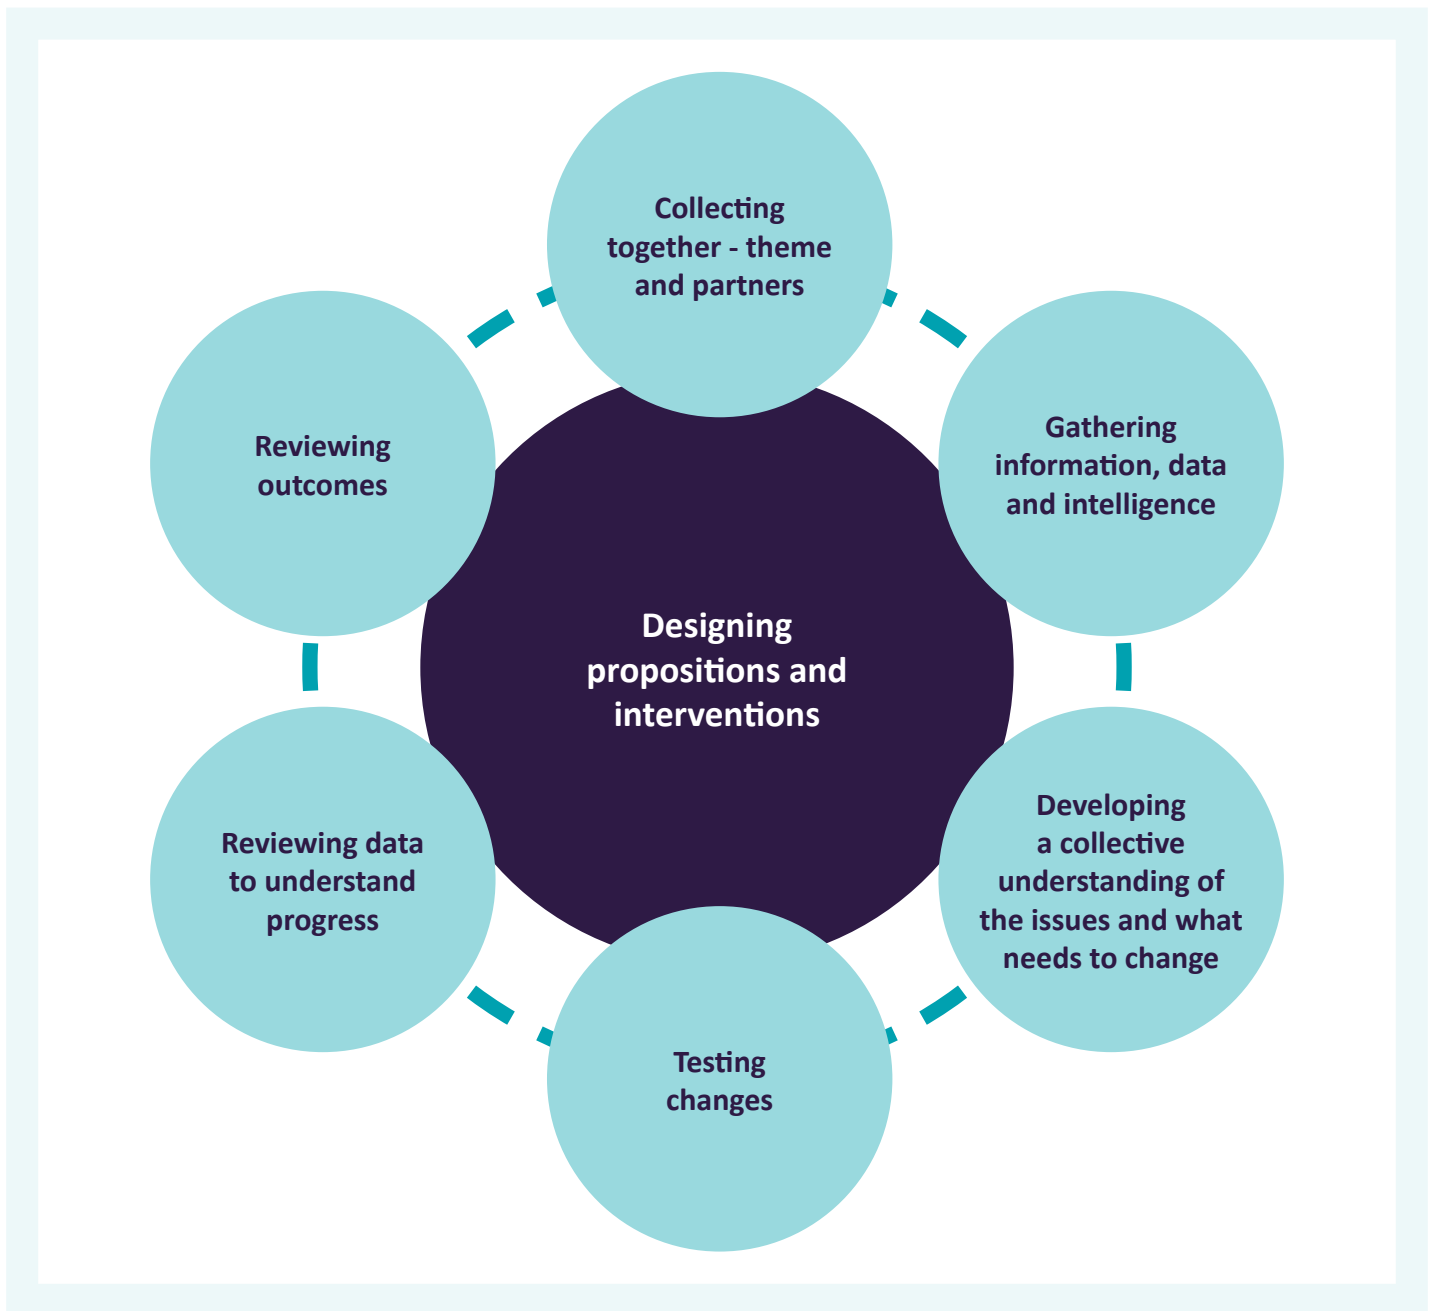 Collecting
together - theme
and partners
Gathering
information, data
and intelligence
Developing
a collective
understanding of
the issues and what
needs to change
Testing
changes
Reviewing data
to understand
progress
Reviewing
outcomes
Designing
propositions and
interventions